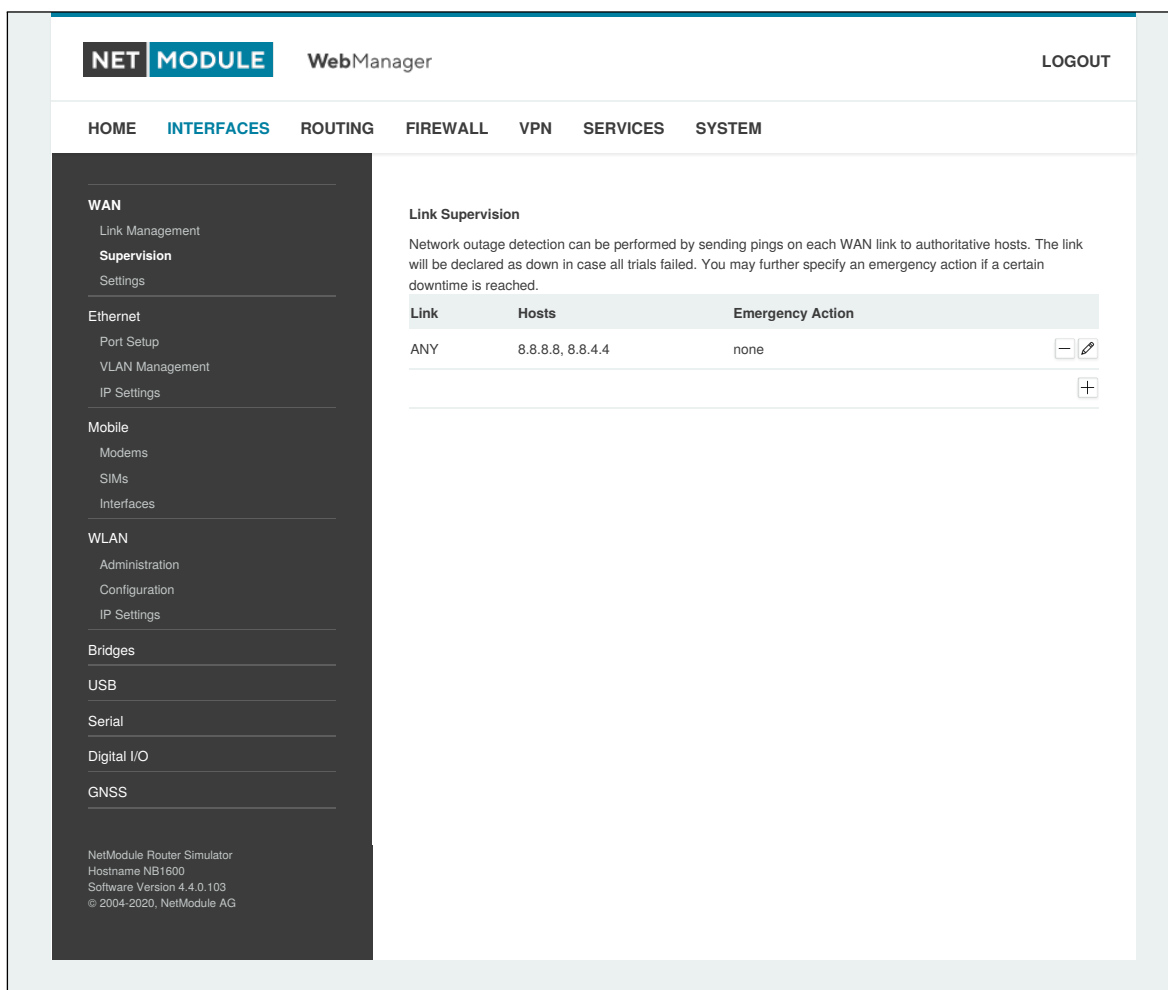 NET MODULE WebManager LOGOUT
HOME INTERFACES ROUTING FIREWALL VPN SERVICES SYSTEM
WAN
Link Management
Supervision
Settings
Ethernet
Port Setup
VLAN Management
IP Settings
Mobile
Modems
SIMs
Interfaces
WLAN
Administration
Configuration
IP Settings
Bridges
USB
Serial
Digital I/O
GNSS
NetModule Router Simulator
Hostname NB1600
Software Version 4.4.0.103
© 2004-2020, NetModule AG
Link Supervision
Network outage detection can be performed by sending pings on each WAN link to authoritative hosts. The link
will be declared as down in case all trials failed. You may further specify an emergency action if a certain
downtime is reached.
Link Hosts Emergency Action
ANY 8.8.8.8, 8.8.4.4 none